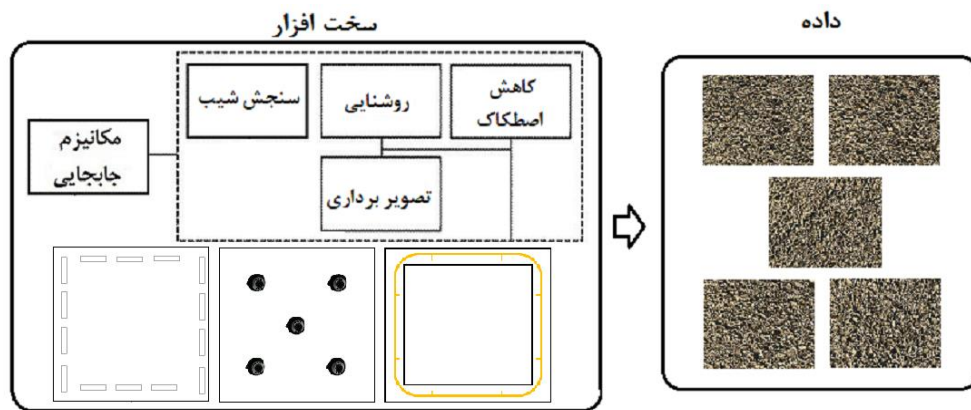 سخت افزار
داده
کاهش
اصطکاک
روشنایی
سنجش شیب
مکانیزم
جابجایی
تصویر برداری